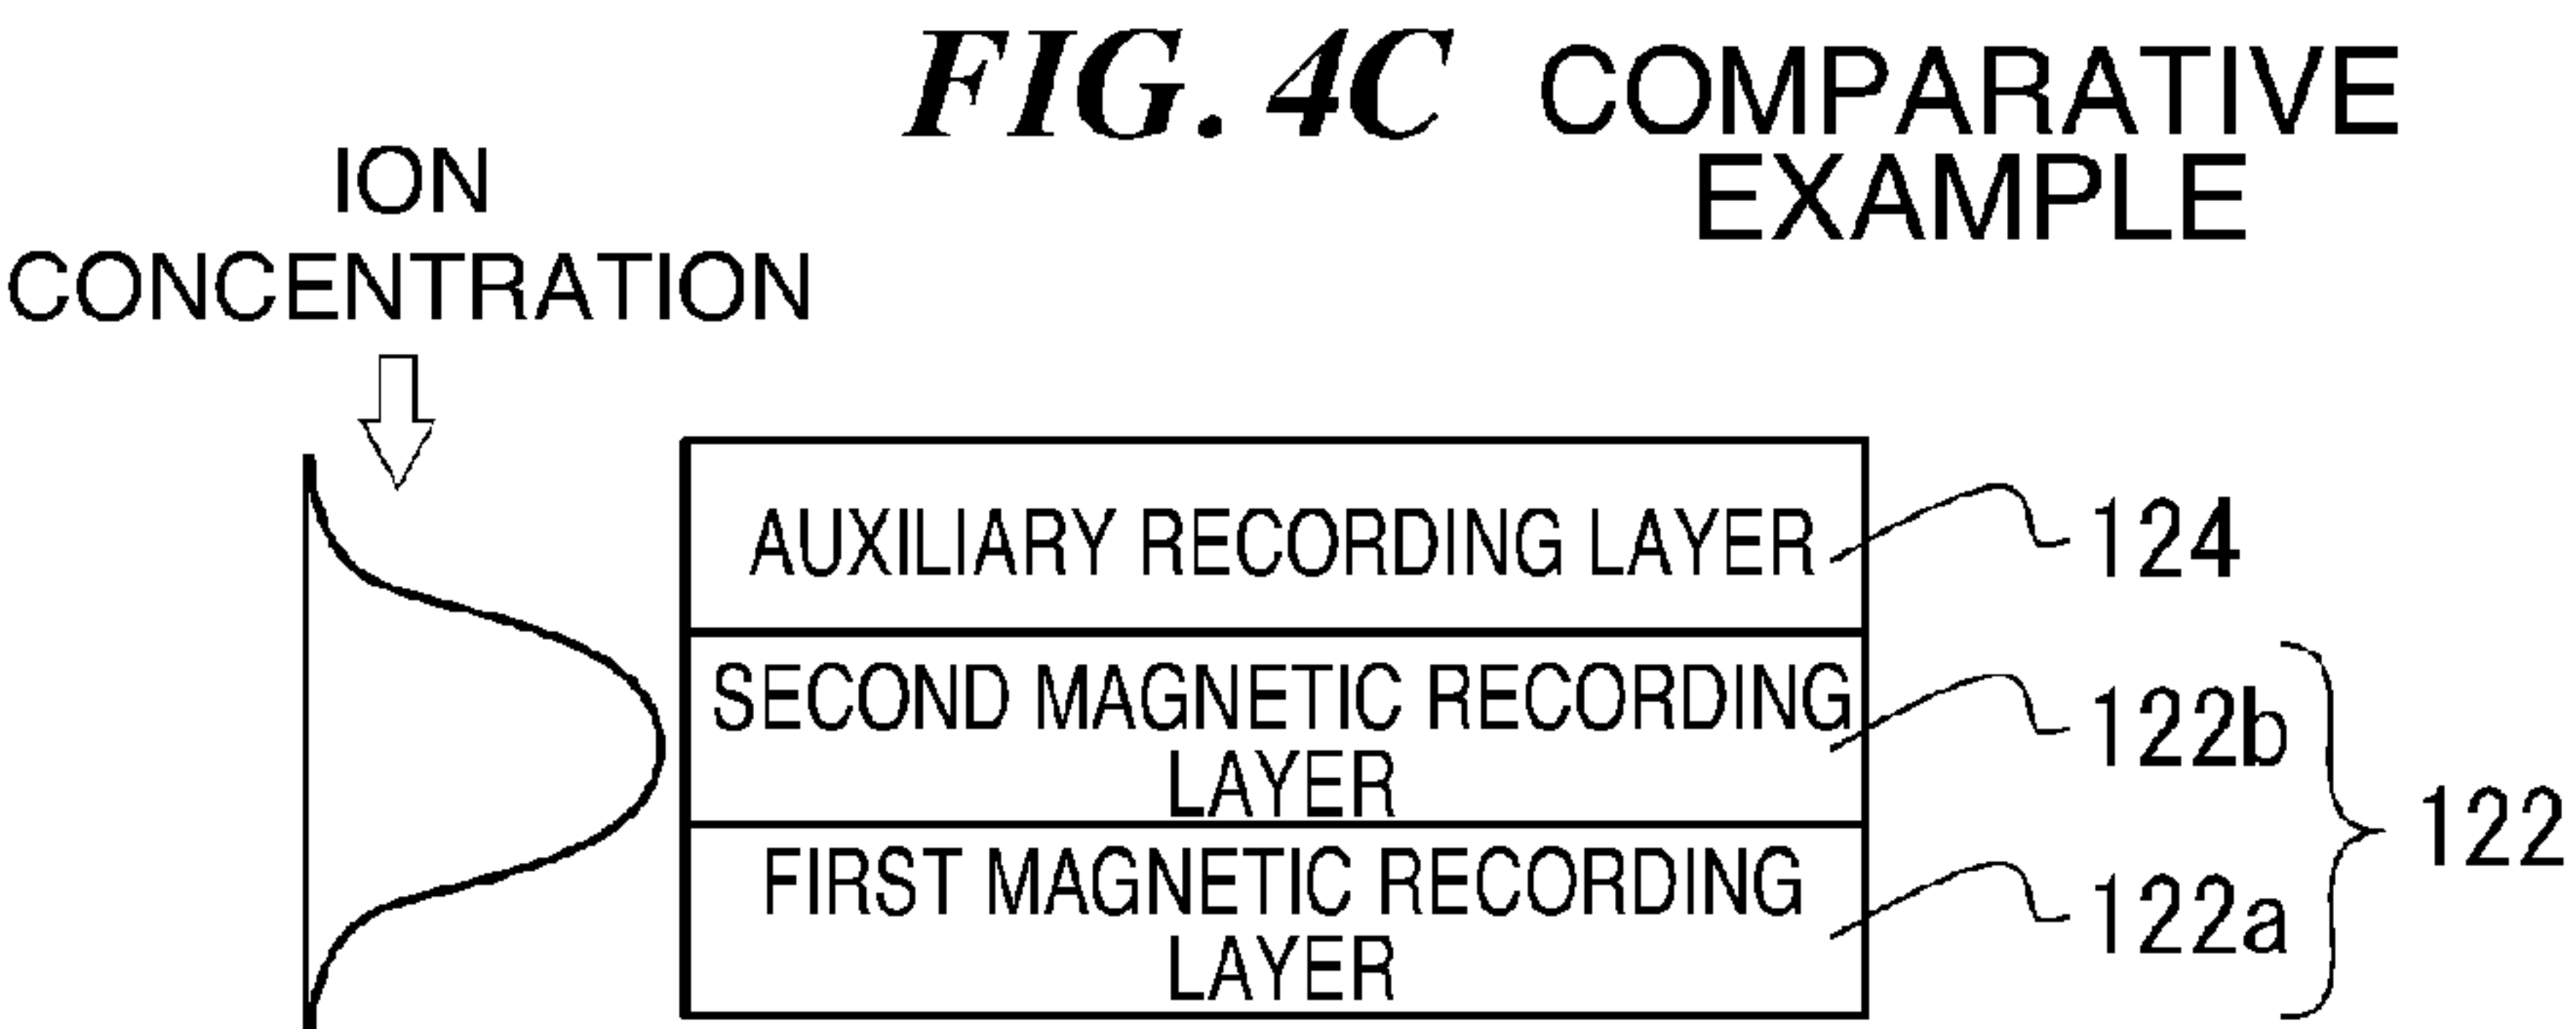 FIG. 4C COMPARATIVE
EXAMPLE
ION
CONCENTRATION
AUXILIARY RECORDING LAYER
124
SECOND MAGNETIC RECORDING
LAYER
122b
FIRST MAGNETIC RECORDING
LAYER
122a
122